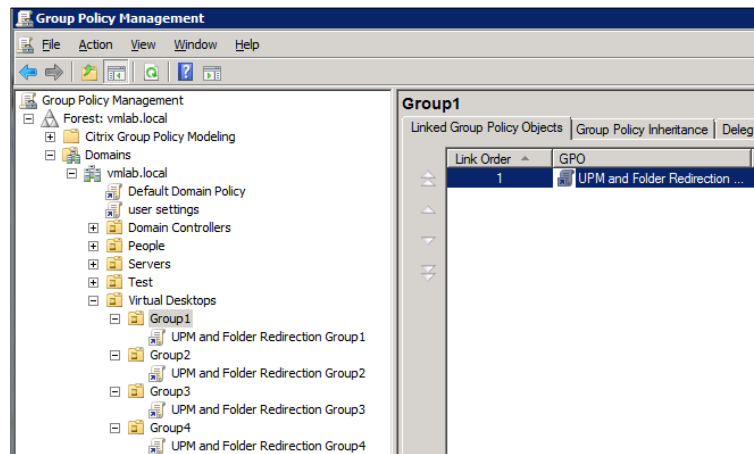 Group Policy Management
File Action View Window Help
Group Policy Management
Forest: vmlab.local
Citrix Group Policy Modeling
Domains
vmlab.local
Default Domain Policy
user settings
Domain Controllers
People
Servers
Test
Virtual Desktops
Group1
UPM and Folder Redirection Group1
Group2
UPM and Folder Redirection Group2
Group3
UPM and Folder Redirection Group3
Group4
UPM and Folder Redirection Group4
Group1
Linked Group Policy Objects Group Policy Inheritance Deleg
Link Order GPO
1 UPM and Folder Redirection ...